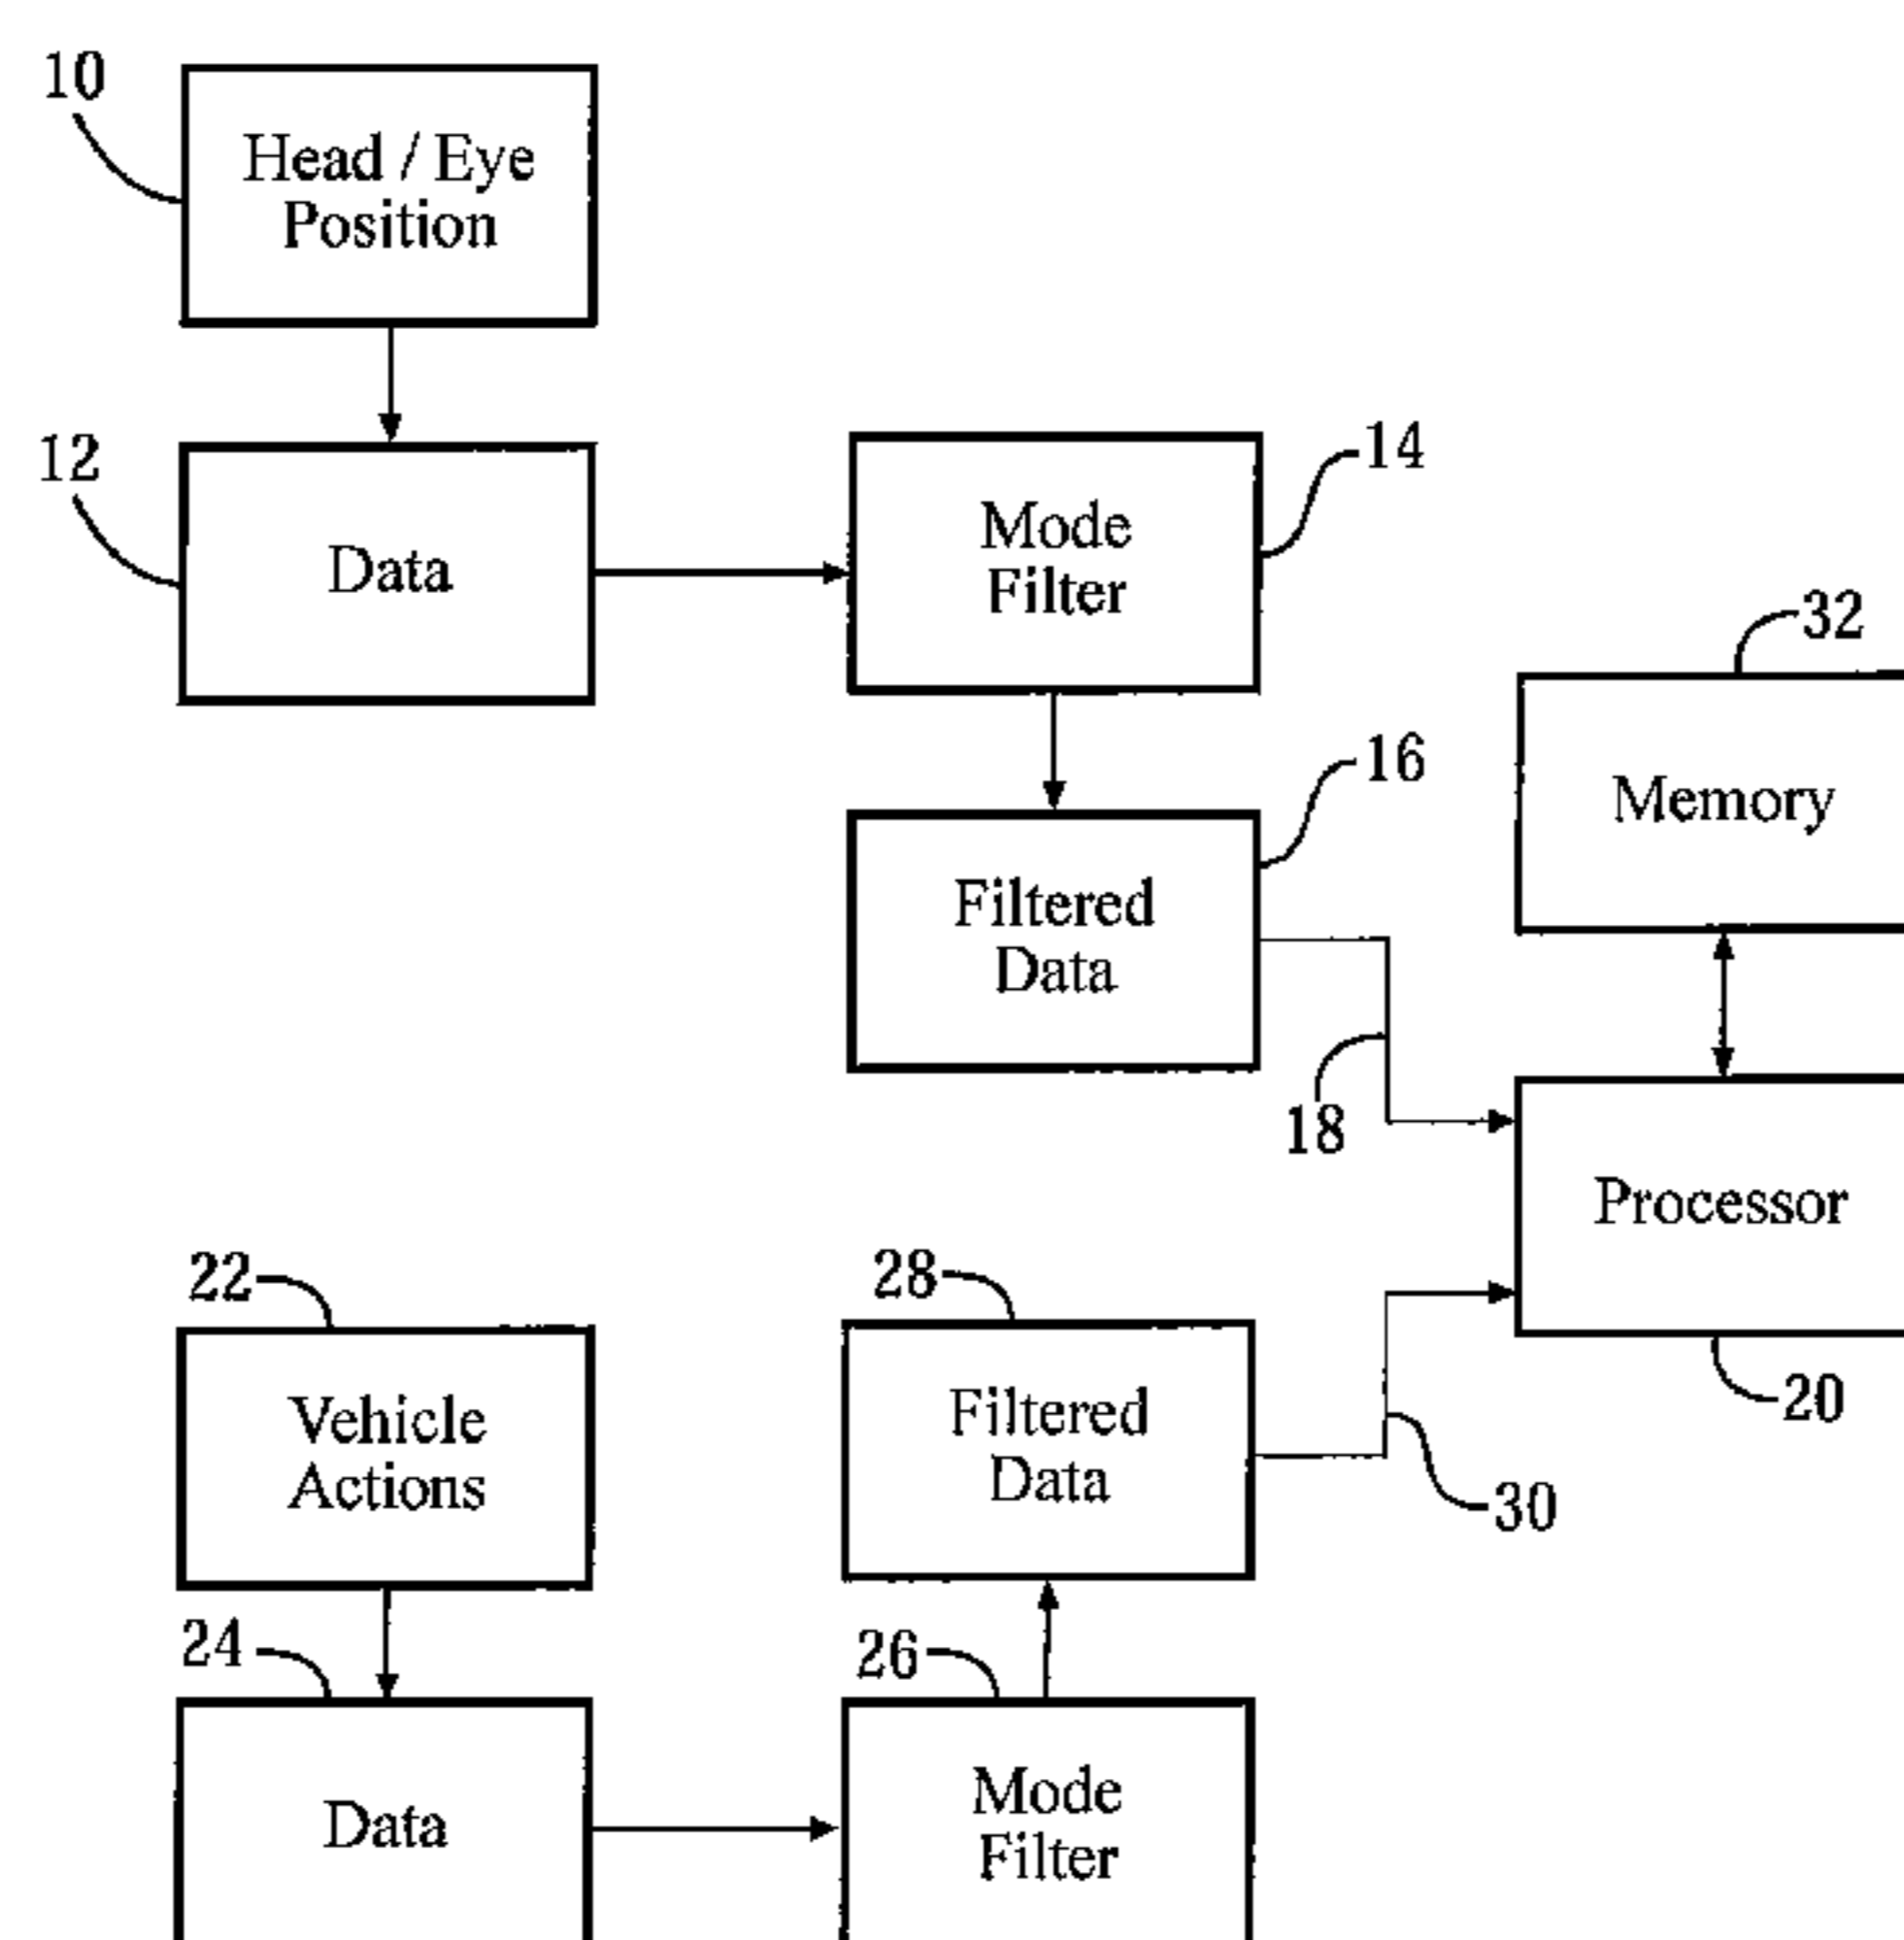 10
Head / Eye
Position
12
Data
14
Mode
Filter
16
Filtered
Data
18
32
Memory
Processor
20
22
Vehicle
Actions
24
Data
28
Filtered
Data
30
26
Mode
Filter